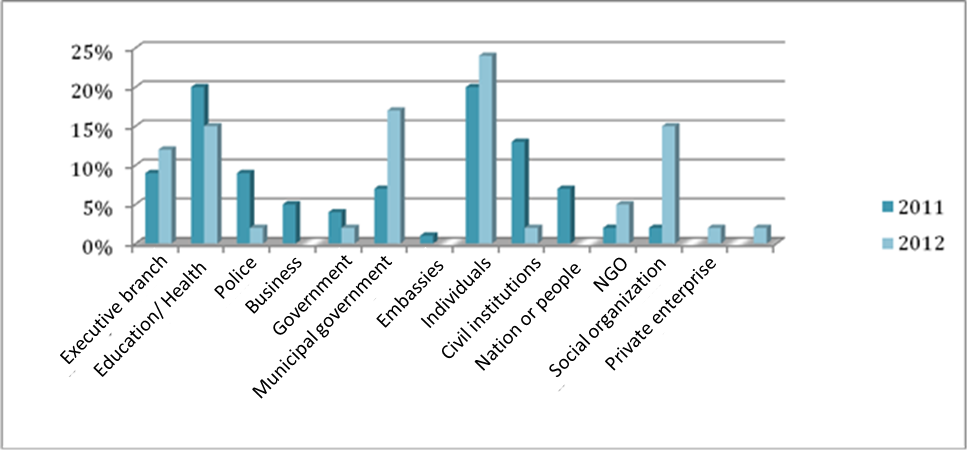 25%
20%
15%
10%
5%
0%
Executive branch
Education/ Health
Police
Business
Government
Municipal government
Embassies
Individuals
Civil institutions
Nation or people
NGO
Social organization
Private enterprise
2011
2012